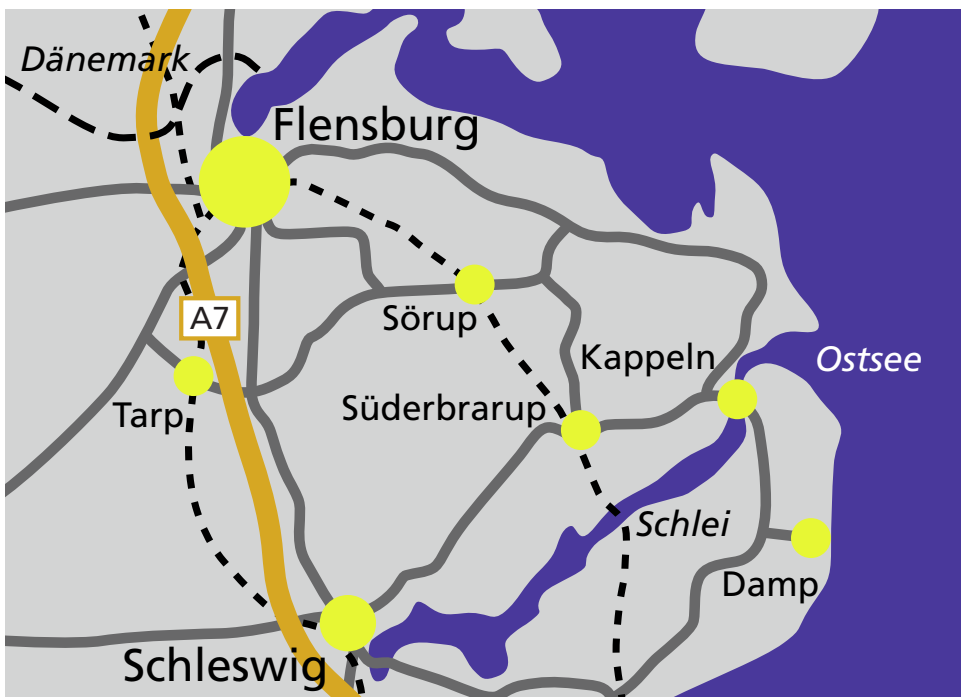 Dänemark
Flensburg
A7
Sörup
Kappeln
Ostsee
Tarp
Süderbrarup
Schlei
Damp
Schleswig